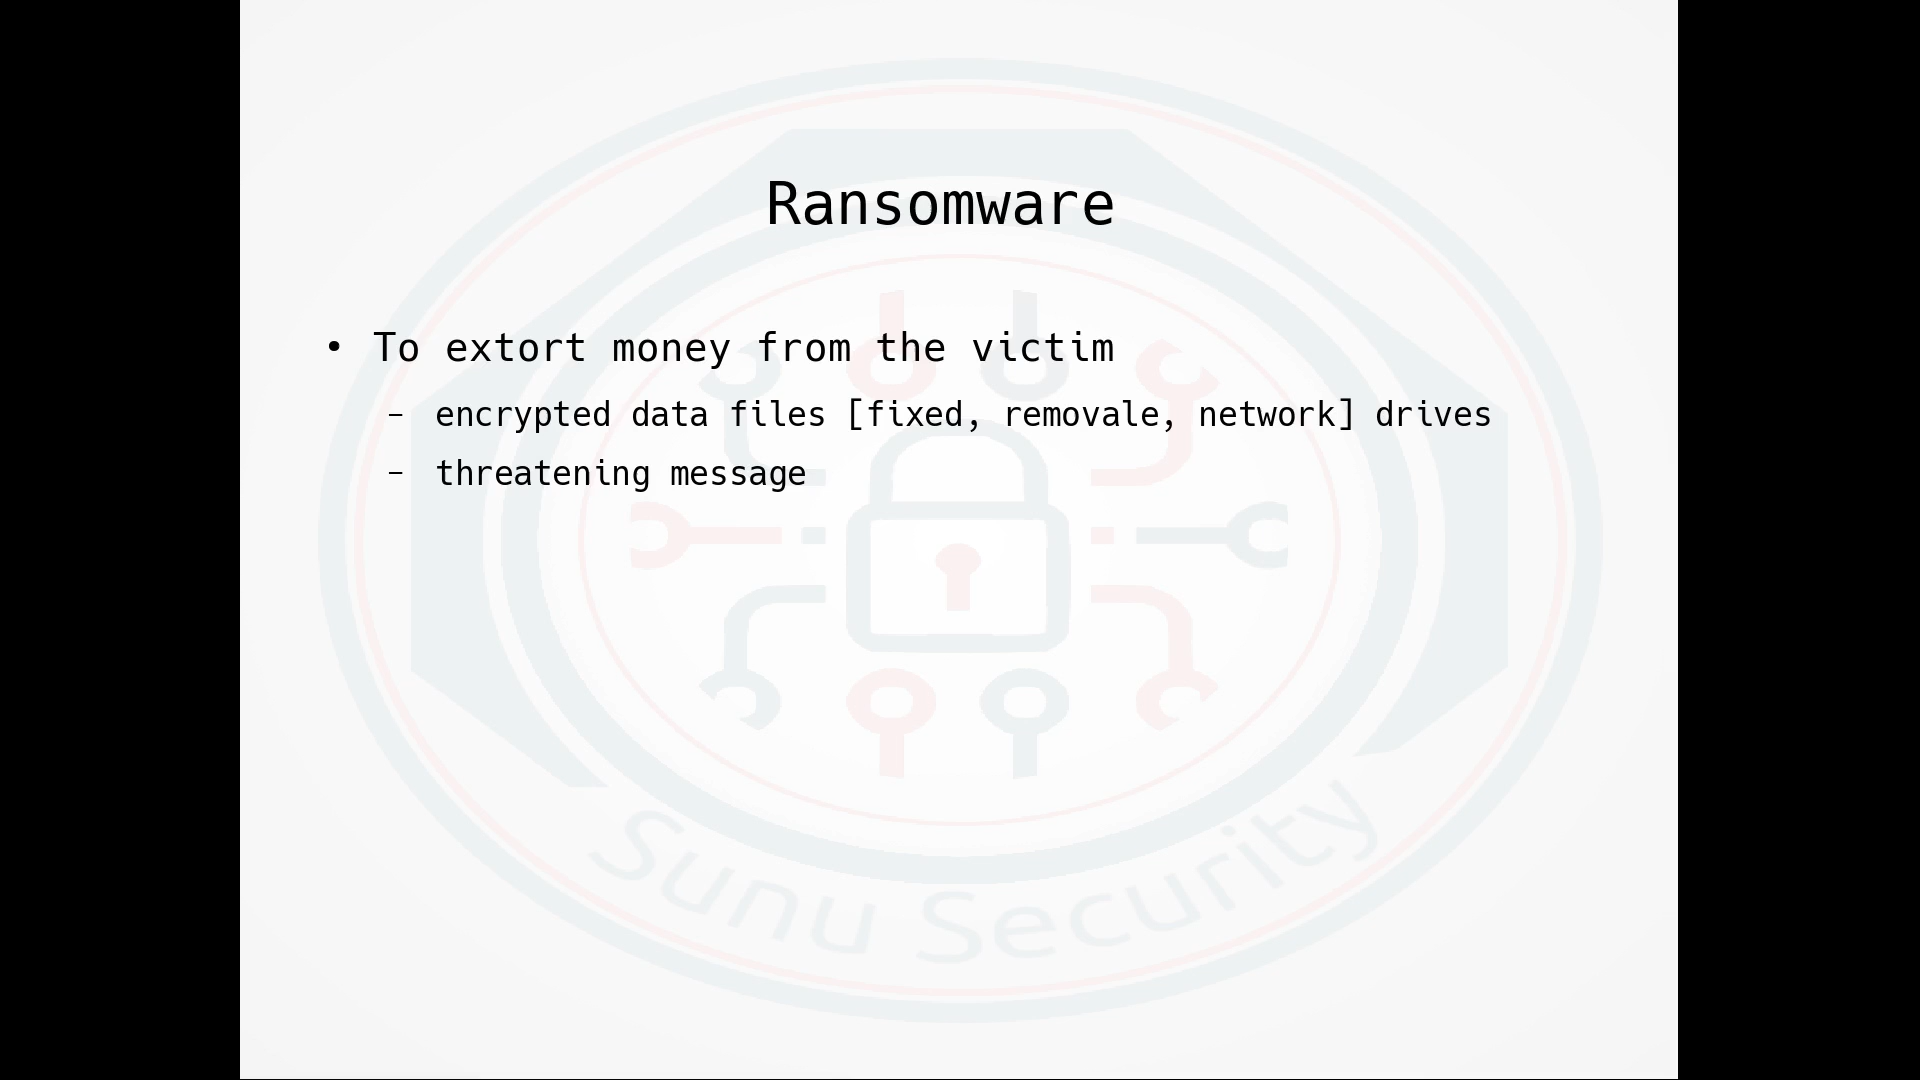 Ransomware
• To extort money from the victim
– encrypted data files [fixed, removale, network] drives
– threatening message
Sunu Security